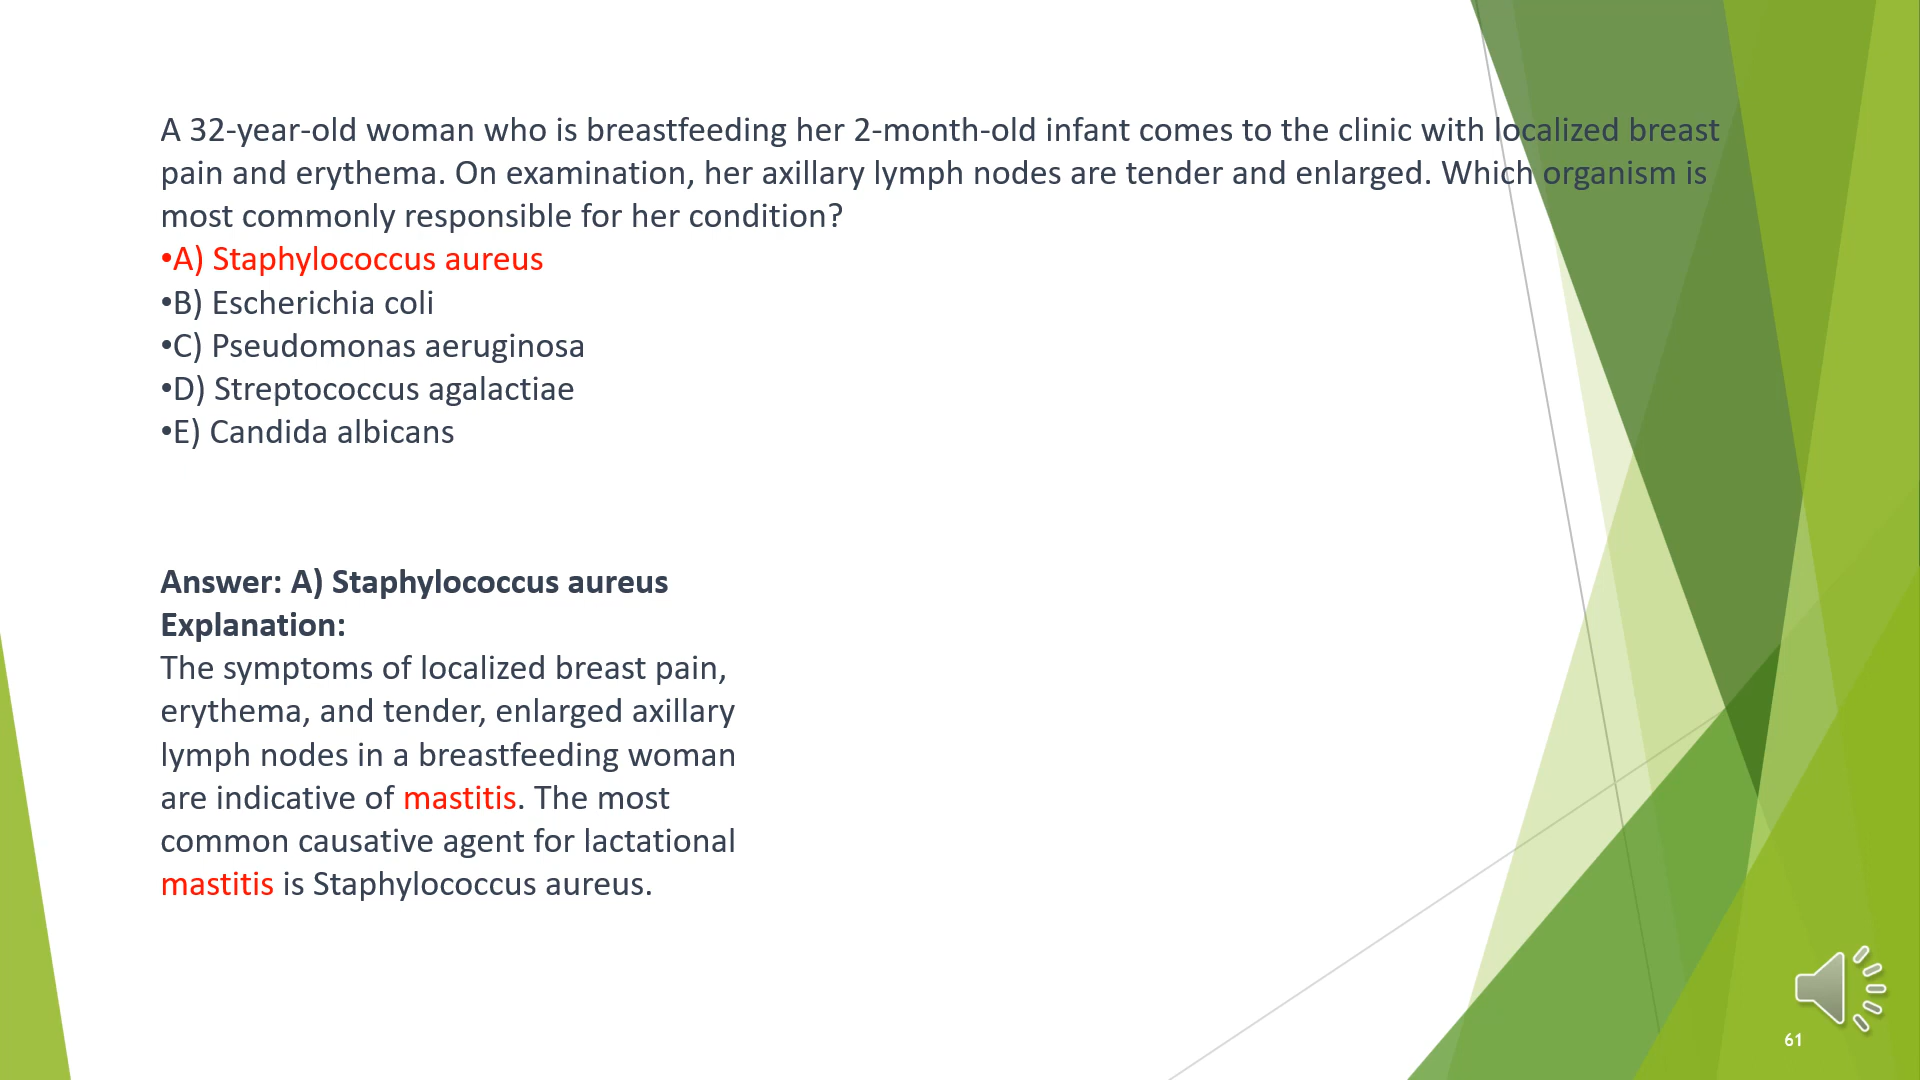 A 32-year-old woman who is breastfeeding her 2-month-old infant comes to the clinic with localized breast
pain and erythema. On examination, her axillary lymph nodes are tender and enlarged. Which organism is
most commonly responsible for her condition?
•A) Staphylococcus aureus
•B) Escherichia coli
•C) Pseudomonas aeruginosa
•D) Streptococcus agalactiae
•E) Candida albicans
Answer: A) Staphylococcus aureus
Explanation:
The symptoms of localized breast pain,
erythema, and tender, enlarged axillary
lymph nodes in a breastfeeding woman
are indicative of mastitis. The most
common causative agent for lactational
mastitis is Staphylococcus aureus.
61